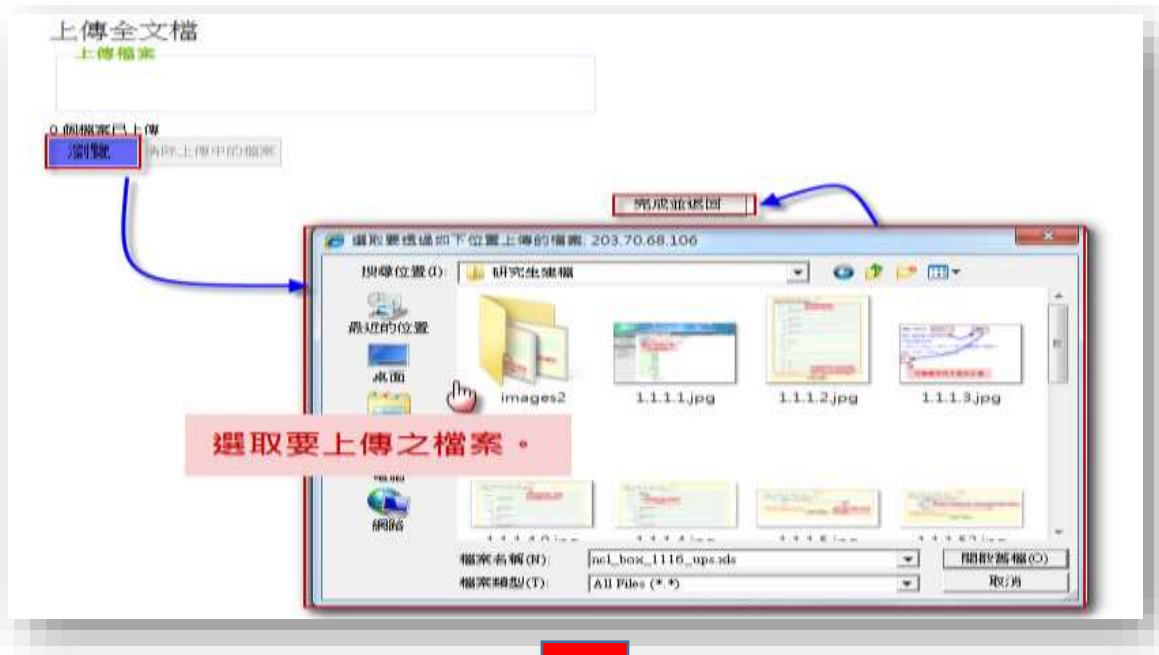 上傳全文檔
上傳檔案
0 個檔案已上傳
瀏覽 清除上傳中的檔案
完成並返回
選取要透過如下位置上傳的檔案: 203.70.68.106
搜尋位置(I): 研究生建檔
最近的位置
桌面
images2 1.1.1.1.jpg 1.1.1.2.jpg 1.1.1.3.jpg
選取要上傳之檔案。
電腦
網路
檔案名稱(N): ncl_box_1116_ups.xls 開啟舊檔(O)
檔案類型(T): All Files (*.*) 取消